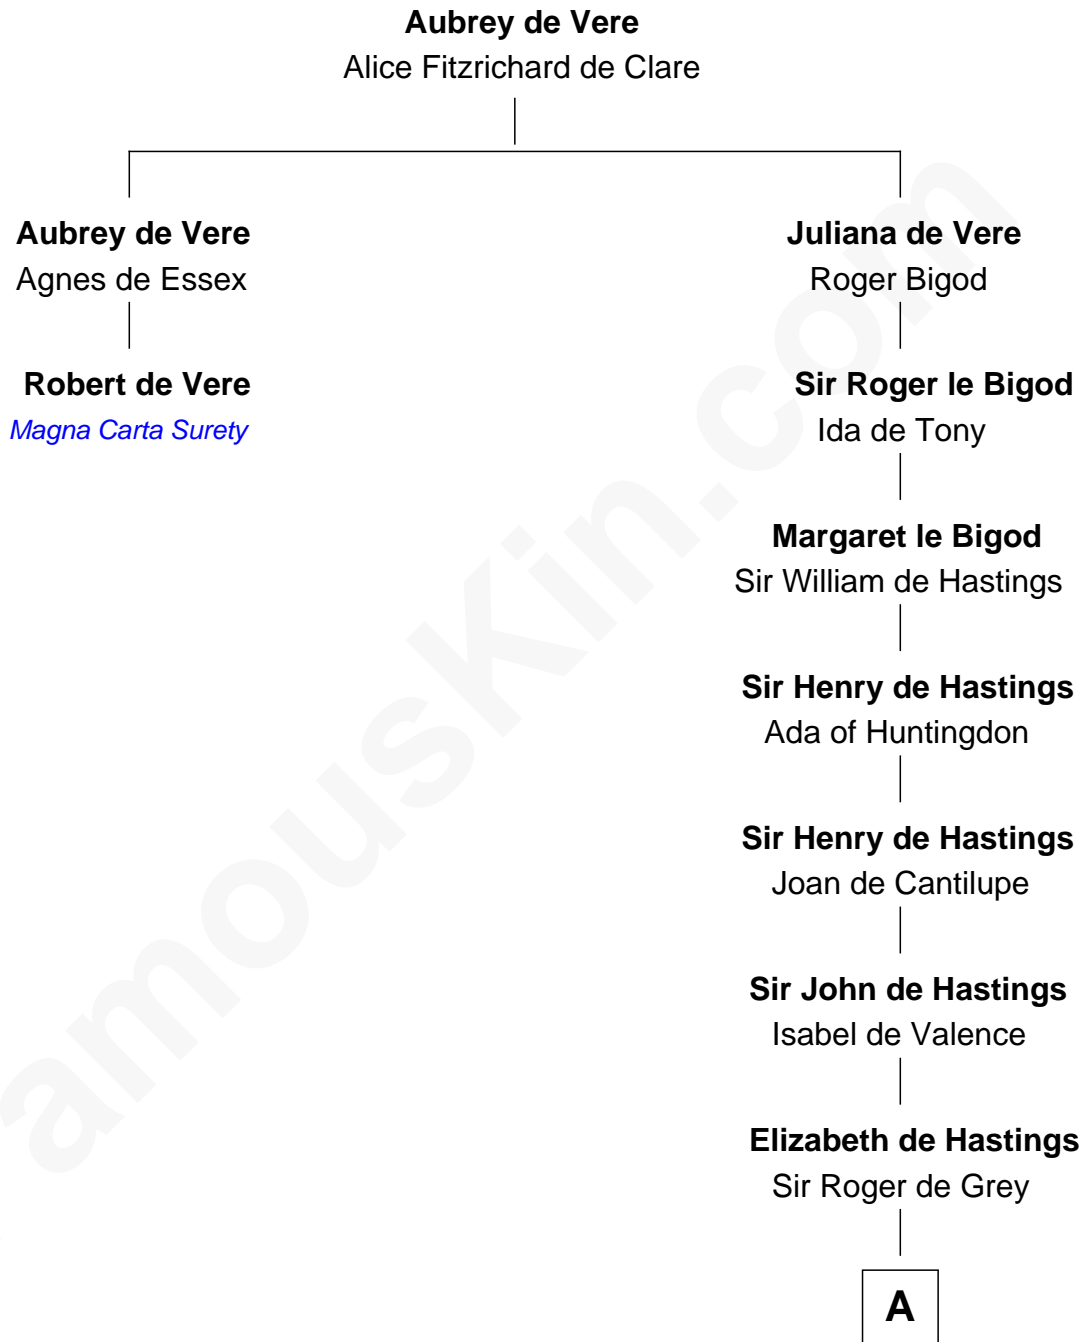 Aubrey de Vere
Alice Fitzrichard de Clare
Aubrey de Vere
Agnes de Essex
Robert de Vere
Magna Carta Surety
Juliana de Vere
Roger Bigod
Sir Roger le Bigod
Ida de Tony
Margaret le Bigod
Sir William de Hastings
Sir Henry de Hastings
Ada of Huntingdon
Sir Henry de Hastings
Joan de Cantilupe
Sir John de Hastings
Isabel de Valence
Elizabeth de Hastings
Sir Roger de Grey
A
amouskin.com